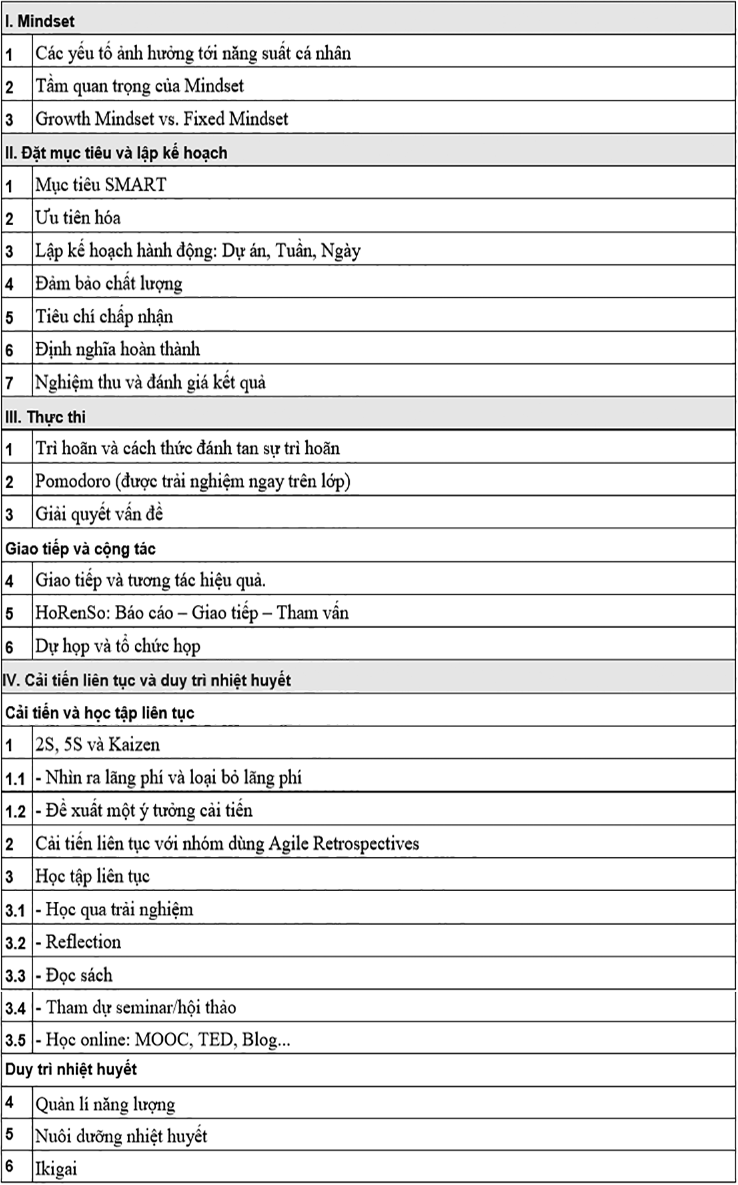 I. Mindset
1 Các yếu tố ảnh hưởng tới năng suất cá nhân
2 Tầm quan trọng của Mindset
3 Growth Mindset vs. Fixed Mindset
II. Đặt mục tiêu và lập kế hoạch
1 Mục tiêu SMART
2 Ưu tiên hóa
3 Lập kế hoạch hành động: Dự án, Tuần, Ngày
4 Đảm bảo chất lượng
5 Tiêu chí chấp nhận
6 Định nghĩa hoàn thành
7 Nghiệm thu và đánh giá kết quả
III. Thực thi
1 Trì hoãn và cách thức đánh tan sự trì hoãn
2 Pomodoro (được trải nghiệm ngay trên lớp)
3 Giải quyết vấn đề
Giao tiếp và cộng tác
4 Giao tiếp và tương tác hiệu quả.
5 HoRenSo: Báo cáo – Giao tiếp – Tham vấn
6 Dự họp và tổ chức họp
IV. Cải tiến liên tục và duy trì nhiệt huyết
Cải tiến và học tập liên tục
1 2S, 5S và Kaizen
1.1 - Nhìn ra lãng phí và loại bỏ lãng phí
1.2 - Đề xuất một ý tưởng cải tiến
2 Cải tiến liên tục với nhóm dùng Agile Retrospectives
3 Học tập liên tục
3.1 - Học qua trải nghiệm
3.2 - Reflection
3.3 - Đọc sách
3.4 - Tham dự seminar/hội thảo
3.5 - Học online: MOOC, TED, Blog...
Duy trì nhiệt huyết
4 Quản lí năng lượng
5 Nuôi dưỡng nhiệt huyết
6 Ikigai